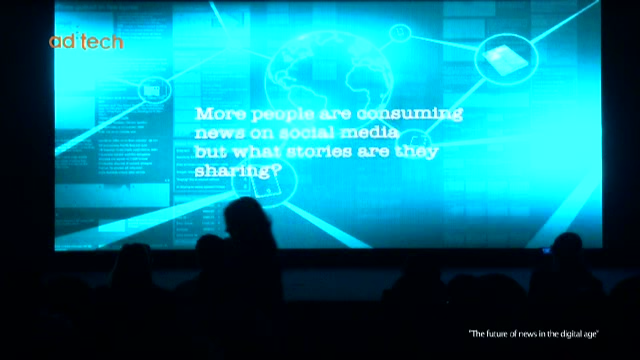 ad:tech
More people are consuming
news on social media
but what stories are they
sharing?
"The future of news in the digital age"